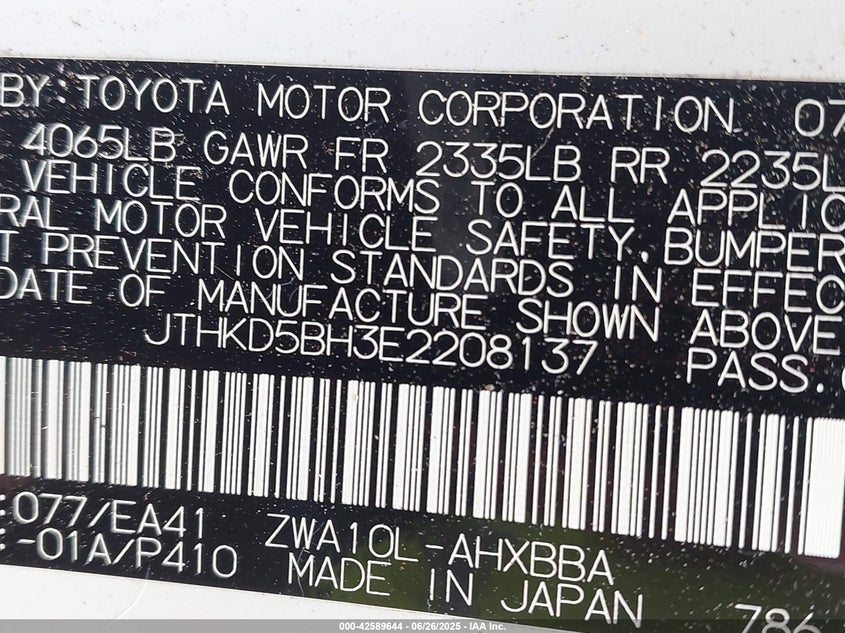 BY: TOYOTA MOTOR CORPORATION 07
4065LB GAWR FR 2335LB RR 2235L
VEHICLE CONFORMS TO ALL APPLIC
RAL MOTOR VEHICLE SAFETY, BUMPER
T PREVENTION STANDARDS IN EFFEC
DATE OF MANUFACTURE SHOWN ABOVE.
JTHKD5BH3E2208137 PASS.
:077/EA41 ZWA10L-AHXBBA
-01A/P410 MADE IN JAPAN 786
000-42589644 / 06/26/2025 - Sales IAAI, Inc.